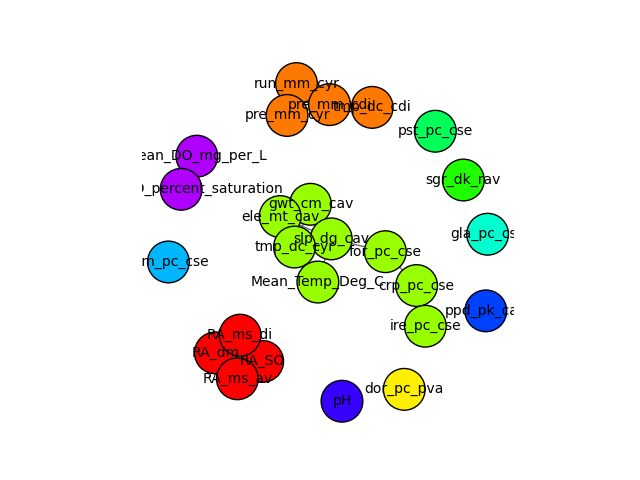 run_mm_cyr
pre_mm_cdi
tmp_dc_cdi
pre_mm_cyr
pst_pc_cse
ean_DO_mg_per_L
sgr_dk_rav
O_percent_saturation
gwt_cm_cav
ele_mt_cav
gla_pc_cs
slp_dg_cav
tmp_dc_cyr
for_pc_cse
m_pc_cse
Mean_Temp_Deg_C
crp_pc_cse
ppd_pk_ca
ire_pc_cse
RA_ms_di
RA_dm
RA_SO
RA_ms_av
dor_pc_pva
pH